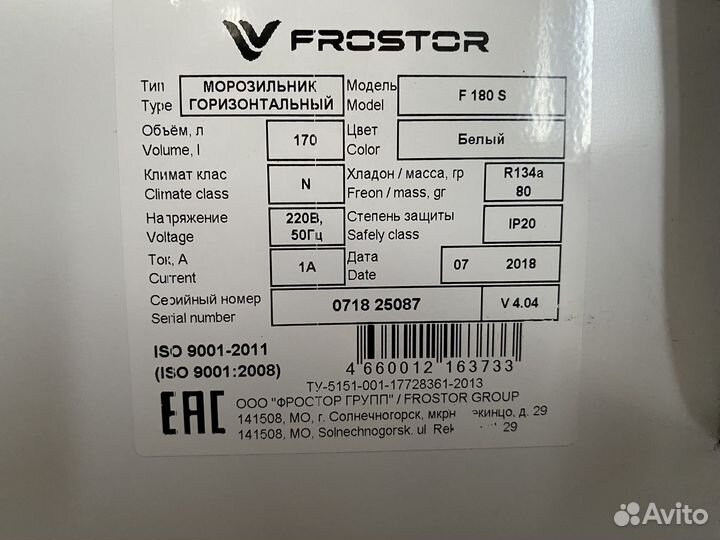 FROSTOR
Тип МОРОЗИЛЬНИК Модель F 180 S
Type ГОРИЗОНТАЛЬНЫЙ Model
Объём, л 170 Цвет Белый
Volume, l Color
Климат клас N Хладон / масса, гр R134a
Climate class Freon / mass, gr 80
Напряжение 220В, Степень защиты IP20
Voltage 50Гц Safely class
Ток, А 1А Дата 07 2018
Current Date
Серийный номер 0718 25087 V 4.04
Serial number
ISO 9001-2011
(ISO 9001:2008)
4 660012 163733
ТУ-5151-001-17728361-2013
EAC
ООО "ФРОСТОР ГРУПП" / FROSTOR GROUP
141508, МО, г. Солнечногорск, мкрн д. 29
141508, МО, Solnechnogorsk. ul 29
Avito